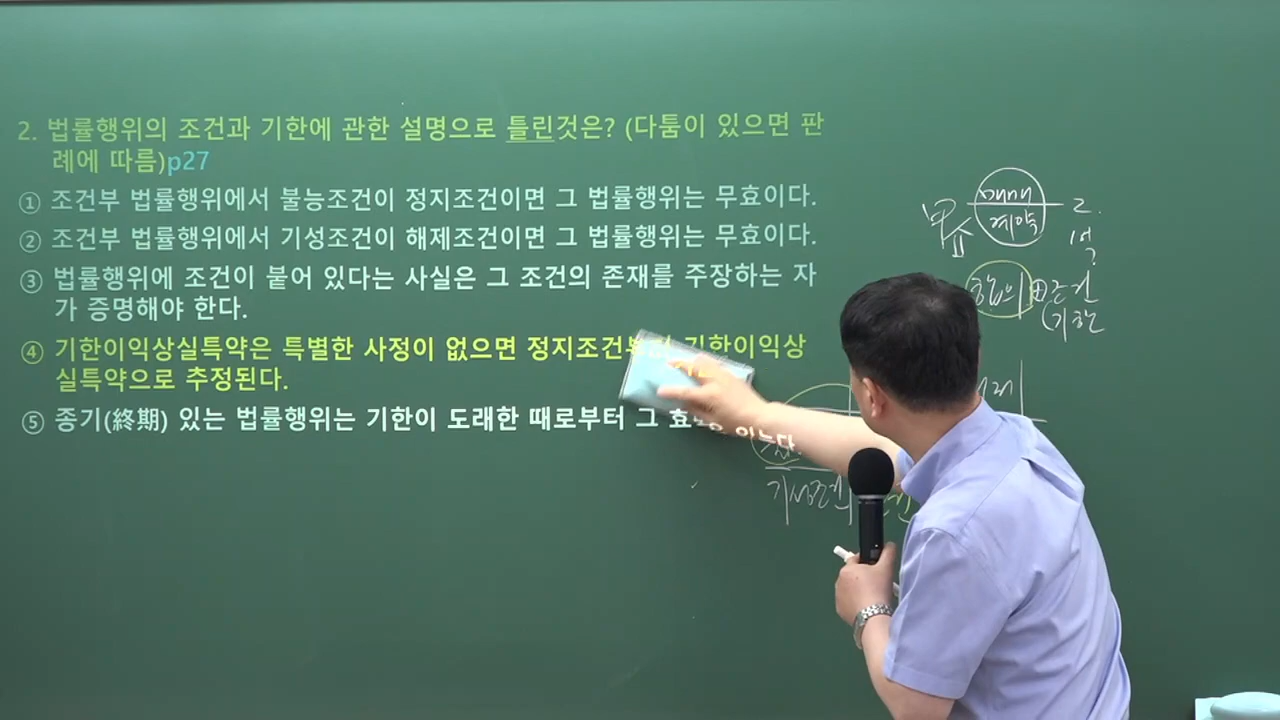 2. 법률행위의 조건과 기한에 관한 설명으로 틀린것은? (다툼이 있으면 판
례에 따름)p27
① 조건부 법률행위에서 불능조건이 정지조건이면 그 법률행위는 무효이다.
② 조건부 법률행위에서 기성조건이 해제조건이면 그 법률행위는 무효이다.
③ 법률행위에 조건이 붙어 있다는 사실은 그 조건의 존재를 주장하는 자
가 증명해야 한다.
④ 기한이익상실특약은 특별한 사정이 없으면 기한이익상
실특약으로 추정된다.
⑤ 종기(終期) 있는 법률행위는 기한이 도래한 때로부터 그
매매
계약
기성조건